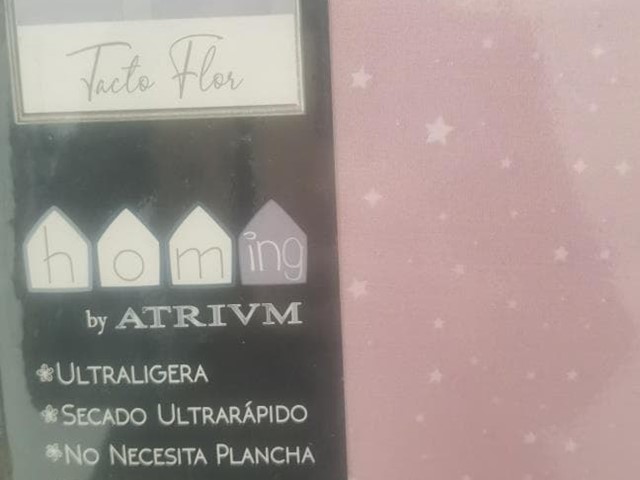 Tacto Flor
homing
by ATRIVM
ULTRALIGERA
SECADO ULTRARÁPIDO
NO NECESITA PLANCHA